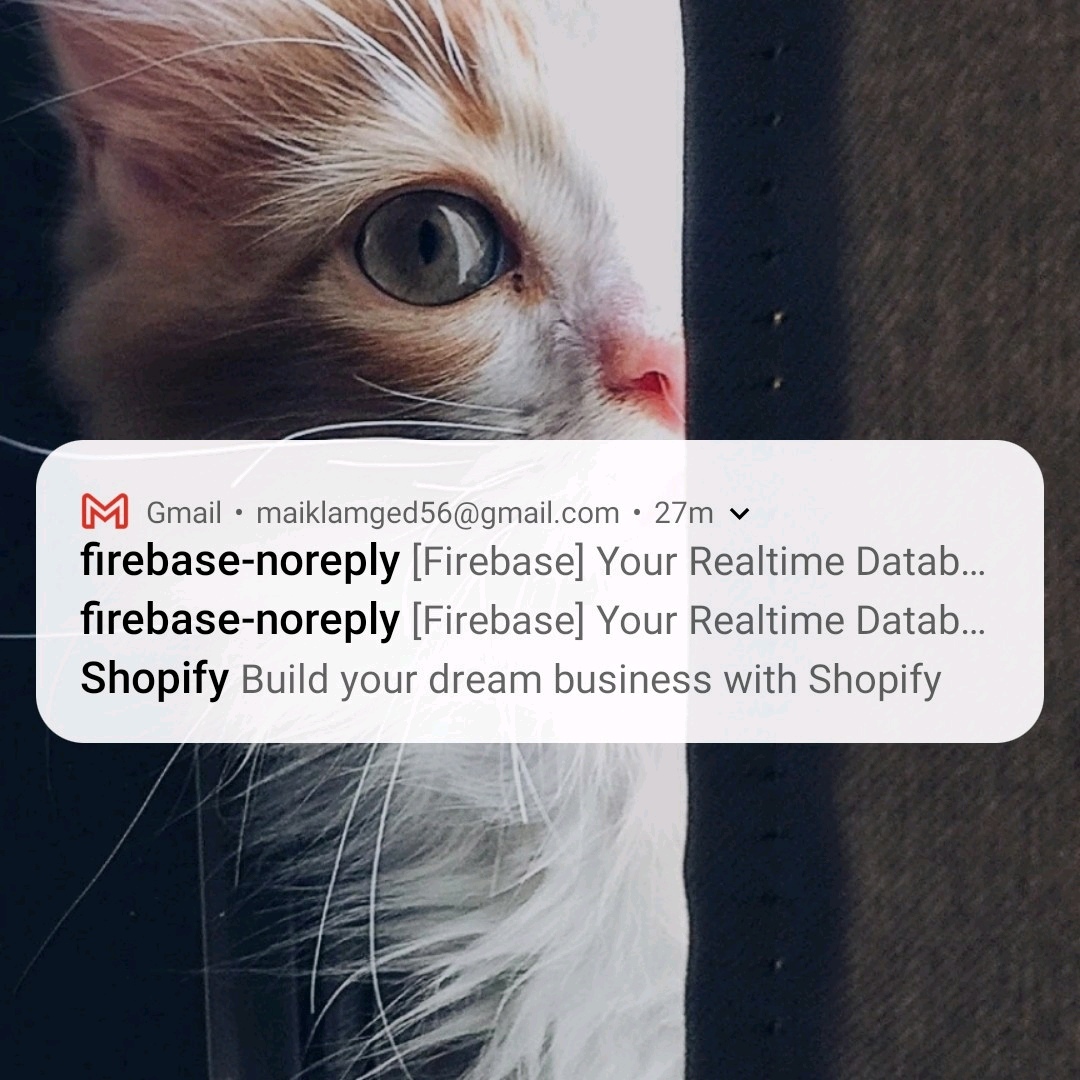 Gmail • maiklamged56@gmail.com • 27m
firebase-noreply [Firebase] Your Realtime Datab...
firebase-noreply [Firebase] Your Realtime Datab...
Shopify Build your dream business with Shopify